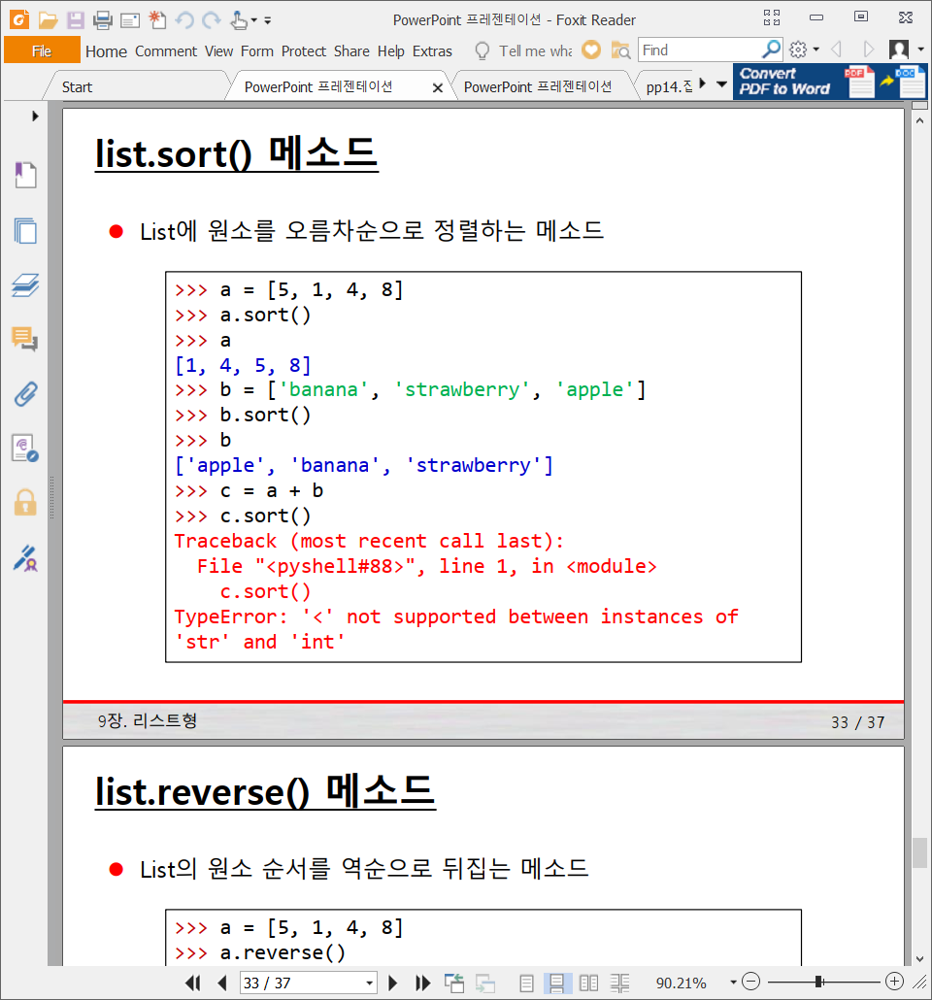 PowerPoint 프레젠테이션 - Foxit Reader
File Home Comment View Form Protect Share Help Extras Tell me wha Find
Start PowerPoint 프레젠테이션 PowerPoint 프레젠테이션 pp14.집
Convert
PDF to Word
PDF DOC
list.sort() 메소드
List에 원소를 오름차순으로 정렬하는 메소드
>>> a = [5, 1, 4, 8]
>>> a.sort()
>>> a
[1, 4, 5, 8]
>>> b = ['banana', 'strawberry', 'apple']
>>> b.sort()
>>> b
['apple', 'banana', 'strawberry']
>>> c = a + b
>>> c.sort()
Traceback (most recent call last):
  File "<pyshell#88>", line 1, in <module>
    c.sort()
TypeError: '<' not supported between instances of
'str' and 'int'
9장. 리스트형 33 / 37
list.reverse() 메소드
List의 원소 순서를 역순으로 뒤집는 메소드
>>> a = [5, 1, 4, 8]
>>> a.reverse()
33 / 37 90.21%